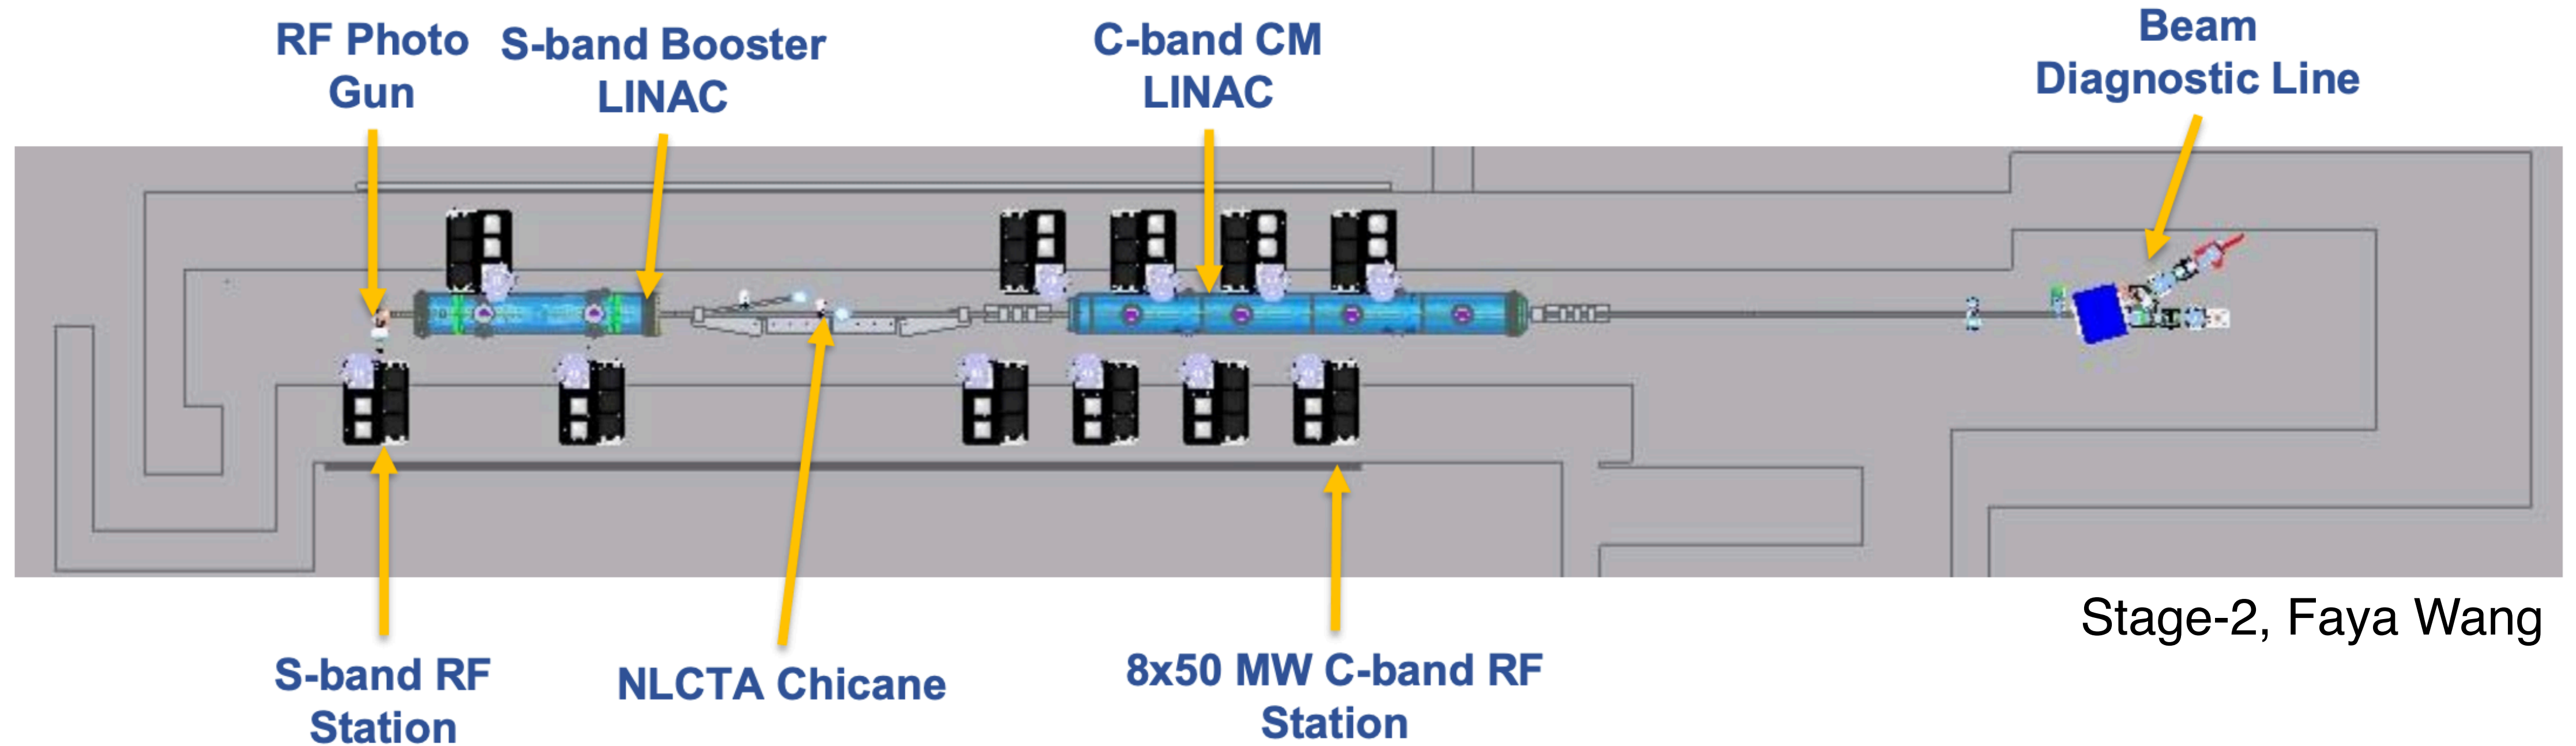 RF Photo
Gun
S-band Booster
LINAC
C-band CM
LINAC
Beam
Diagnostic Line
Stage-2, Faya Wang
S-band RF
Station
NLCTA Chicane
8x50 MW C-band RF
Station